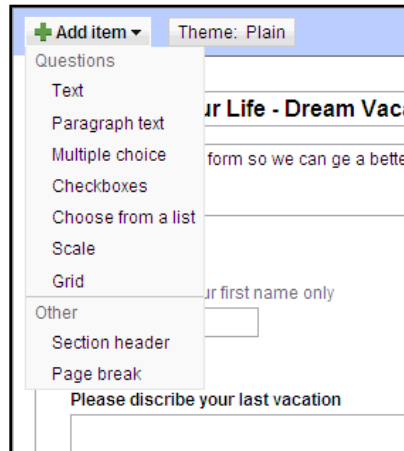 Add item Theme: Plain
Questions
Text
Paragraph text
Multiple choice
Checkboxes
Choose from a list
Scale
Grid
Other
Section header
Page break
ur Life - Dream Vac
form so we can ge a bette
ur first name only
Please discribe your last vacation